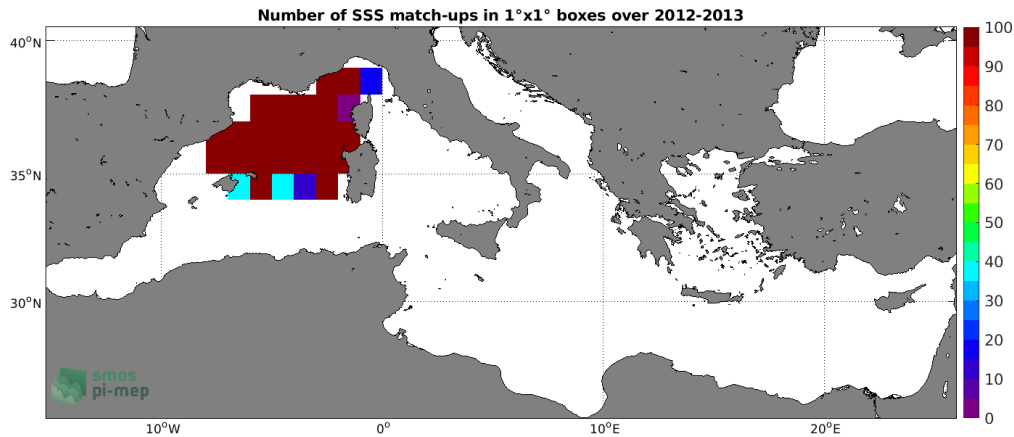 Number of SSS match-ups in 1°x1° boxes over 2012-2013
40°N
35°N
30°N
10°W
0°
10°E
20°E
100
90
80
70
60
50
40
30
20
10
0
smos
pi-mep